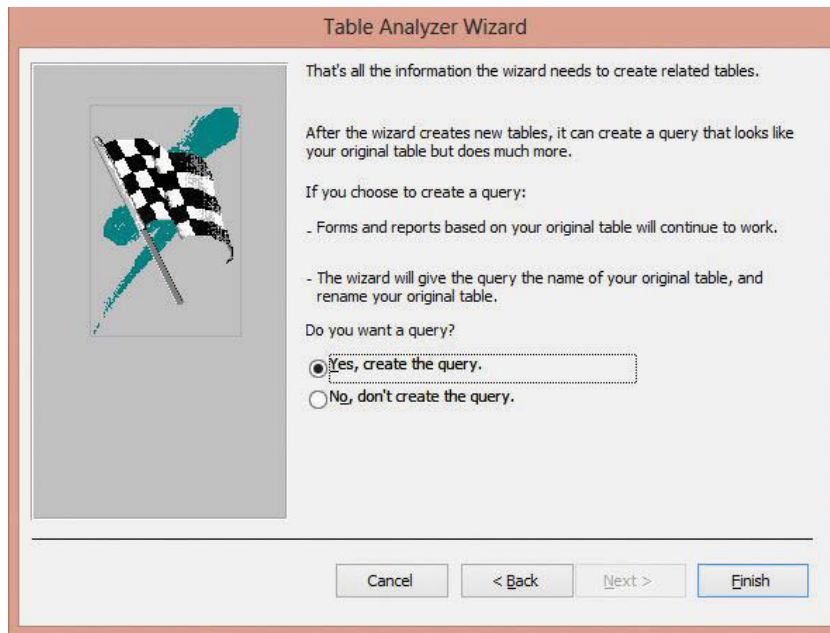 Table Analyzer Wizard
That's all the information the wizard needs to create related tables.
After the wizard creates new tables, it can create a query that looks like
your original table but does much more.
If you choose to create a query:
- Forms and reports based on your original table will continue to work.
- The wizard will give the query the name of your original table, and
rename your original table.
Do you want a query?
Yes, create the query.
No, don't create the query.
Cancel
< Back
Next >
Finish